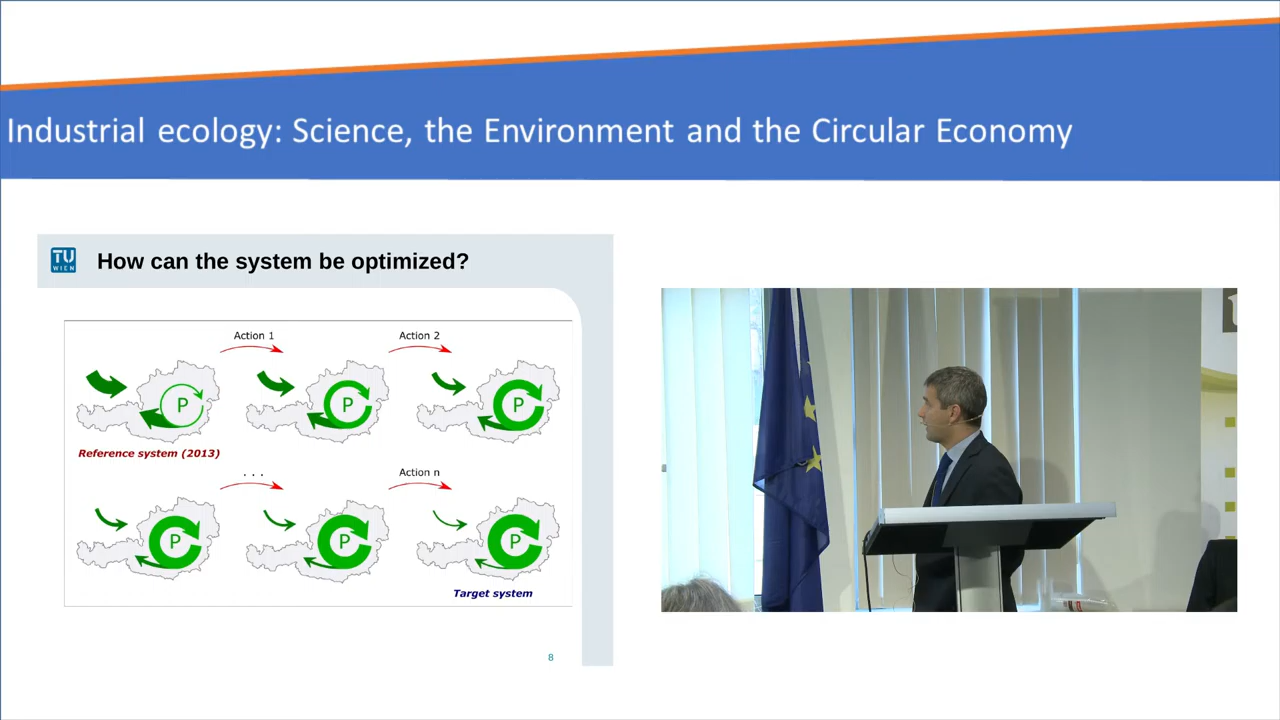 Industrial ecology: Science, the Environment and the Circular Economy
TU
WIEN
How can the system be optimized?
Action 1
Action 2
P
P
P
Reference system (2013)
. . .
Action n
P
P
P
Target system
8